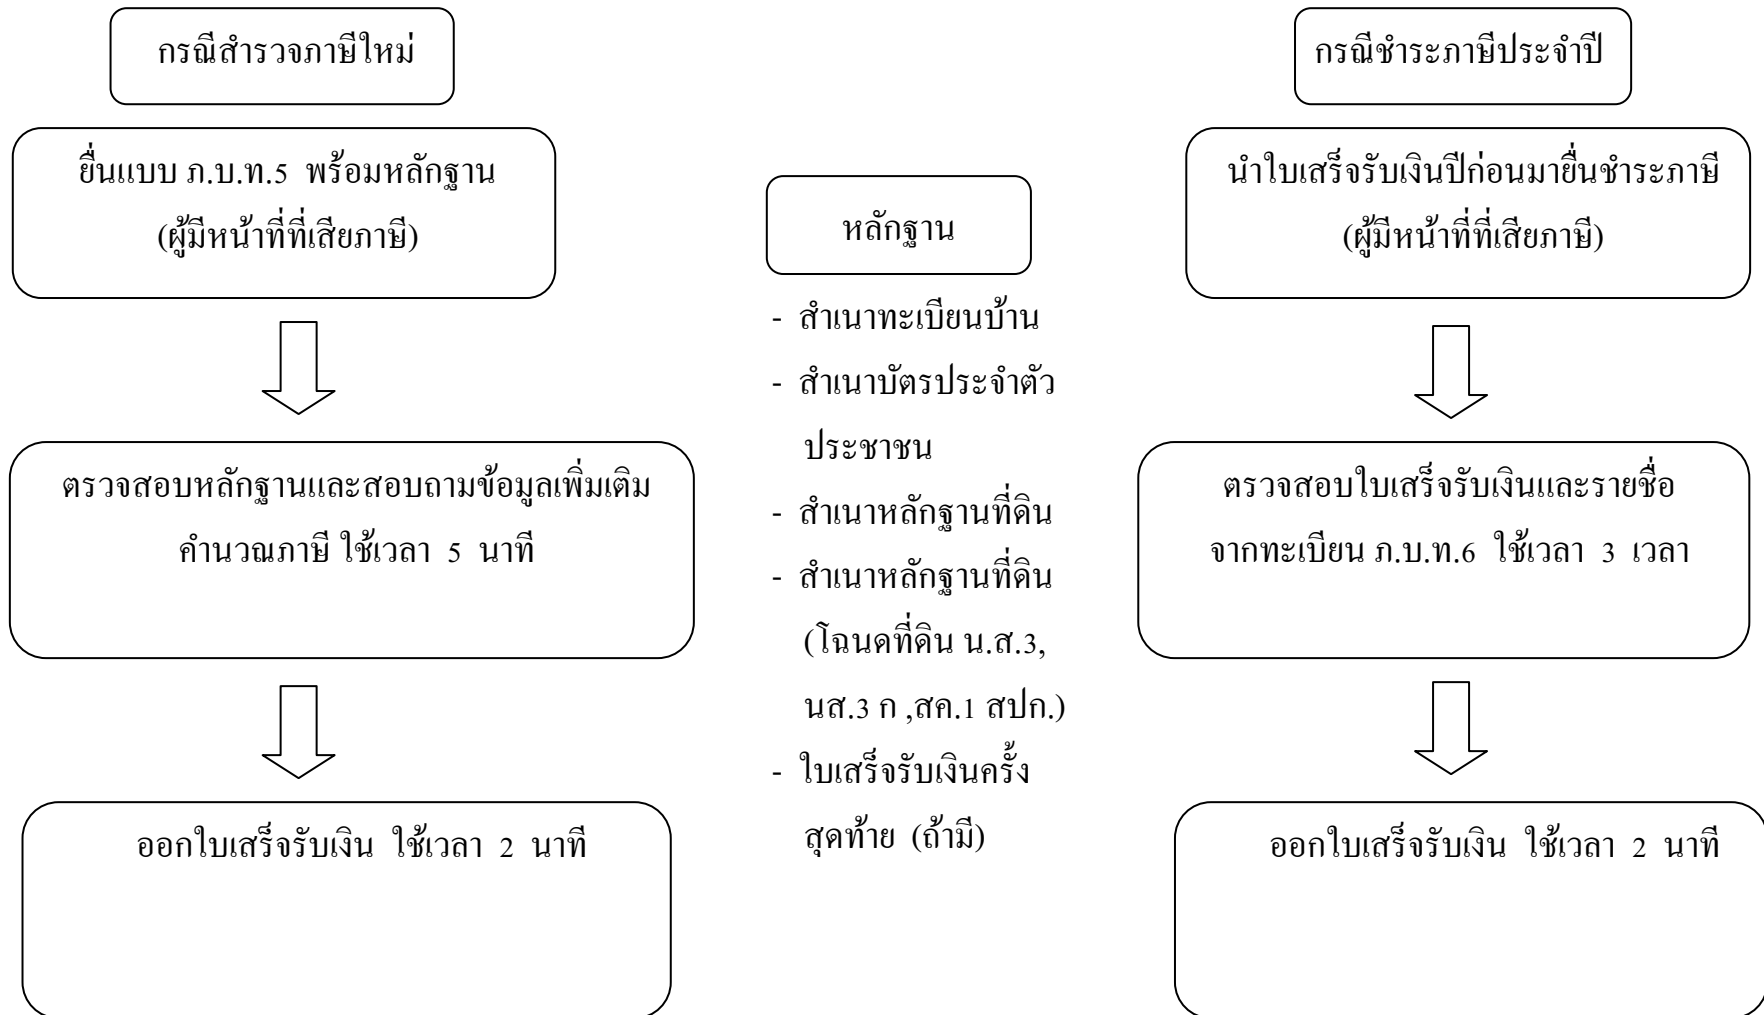 กรณีสำรวจภาษีใหม่
ยื่นแบบ ภ.บ.ท.5 พร้อมหลักฐาน
(ผู้มีหน้าที่ที่เสียภาษี)
ตรวจสอบหลักฐานและสอบถามข้อมูลเพิ่มเติม
คำนวณภาษี ใช้เวลา 5 นาที
ออกใบเสร็จรับเงิน ใช้เวลา 2 นาที
หลักฐาน
- สำเนาทะเบียนบ้าน
- สำเนาบัตรประจำตัว
ประชาชน
- สำเนาหลักฐานที่ดิน
- สำเนาหลักฐานที่ดิน
(โฉนดที่ดิน น.ส.3,
นส.3 ก ,สค.1 สปก.)
- ใบเสร็จรับเงินครั้ง
สุดท้าย (ถ้ามี)
กรณีชำระภาษีประจำปี
นำใบเสร็จรับเงินปีก่อนมายื่นชำระภาษี
(ผู้มีหน้าที่ที่เสียภาษี)
ตรวจสอบใบเสร็จรับเงินและรายชื่อ
จากทะเบียน ภ.บ.ท.6 ใช้เวลา 3 เวลา
ออกใบเสร็จรับเงิน ใช้เวลา 2 นาที